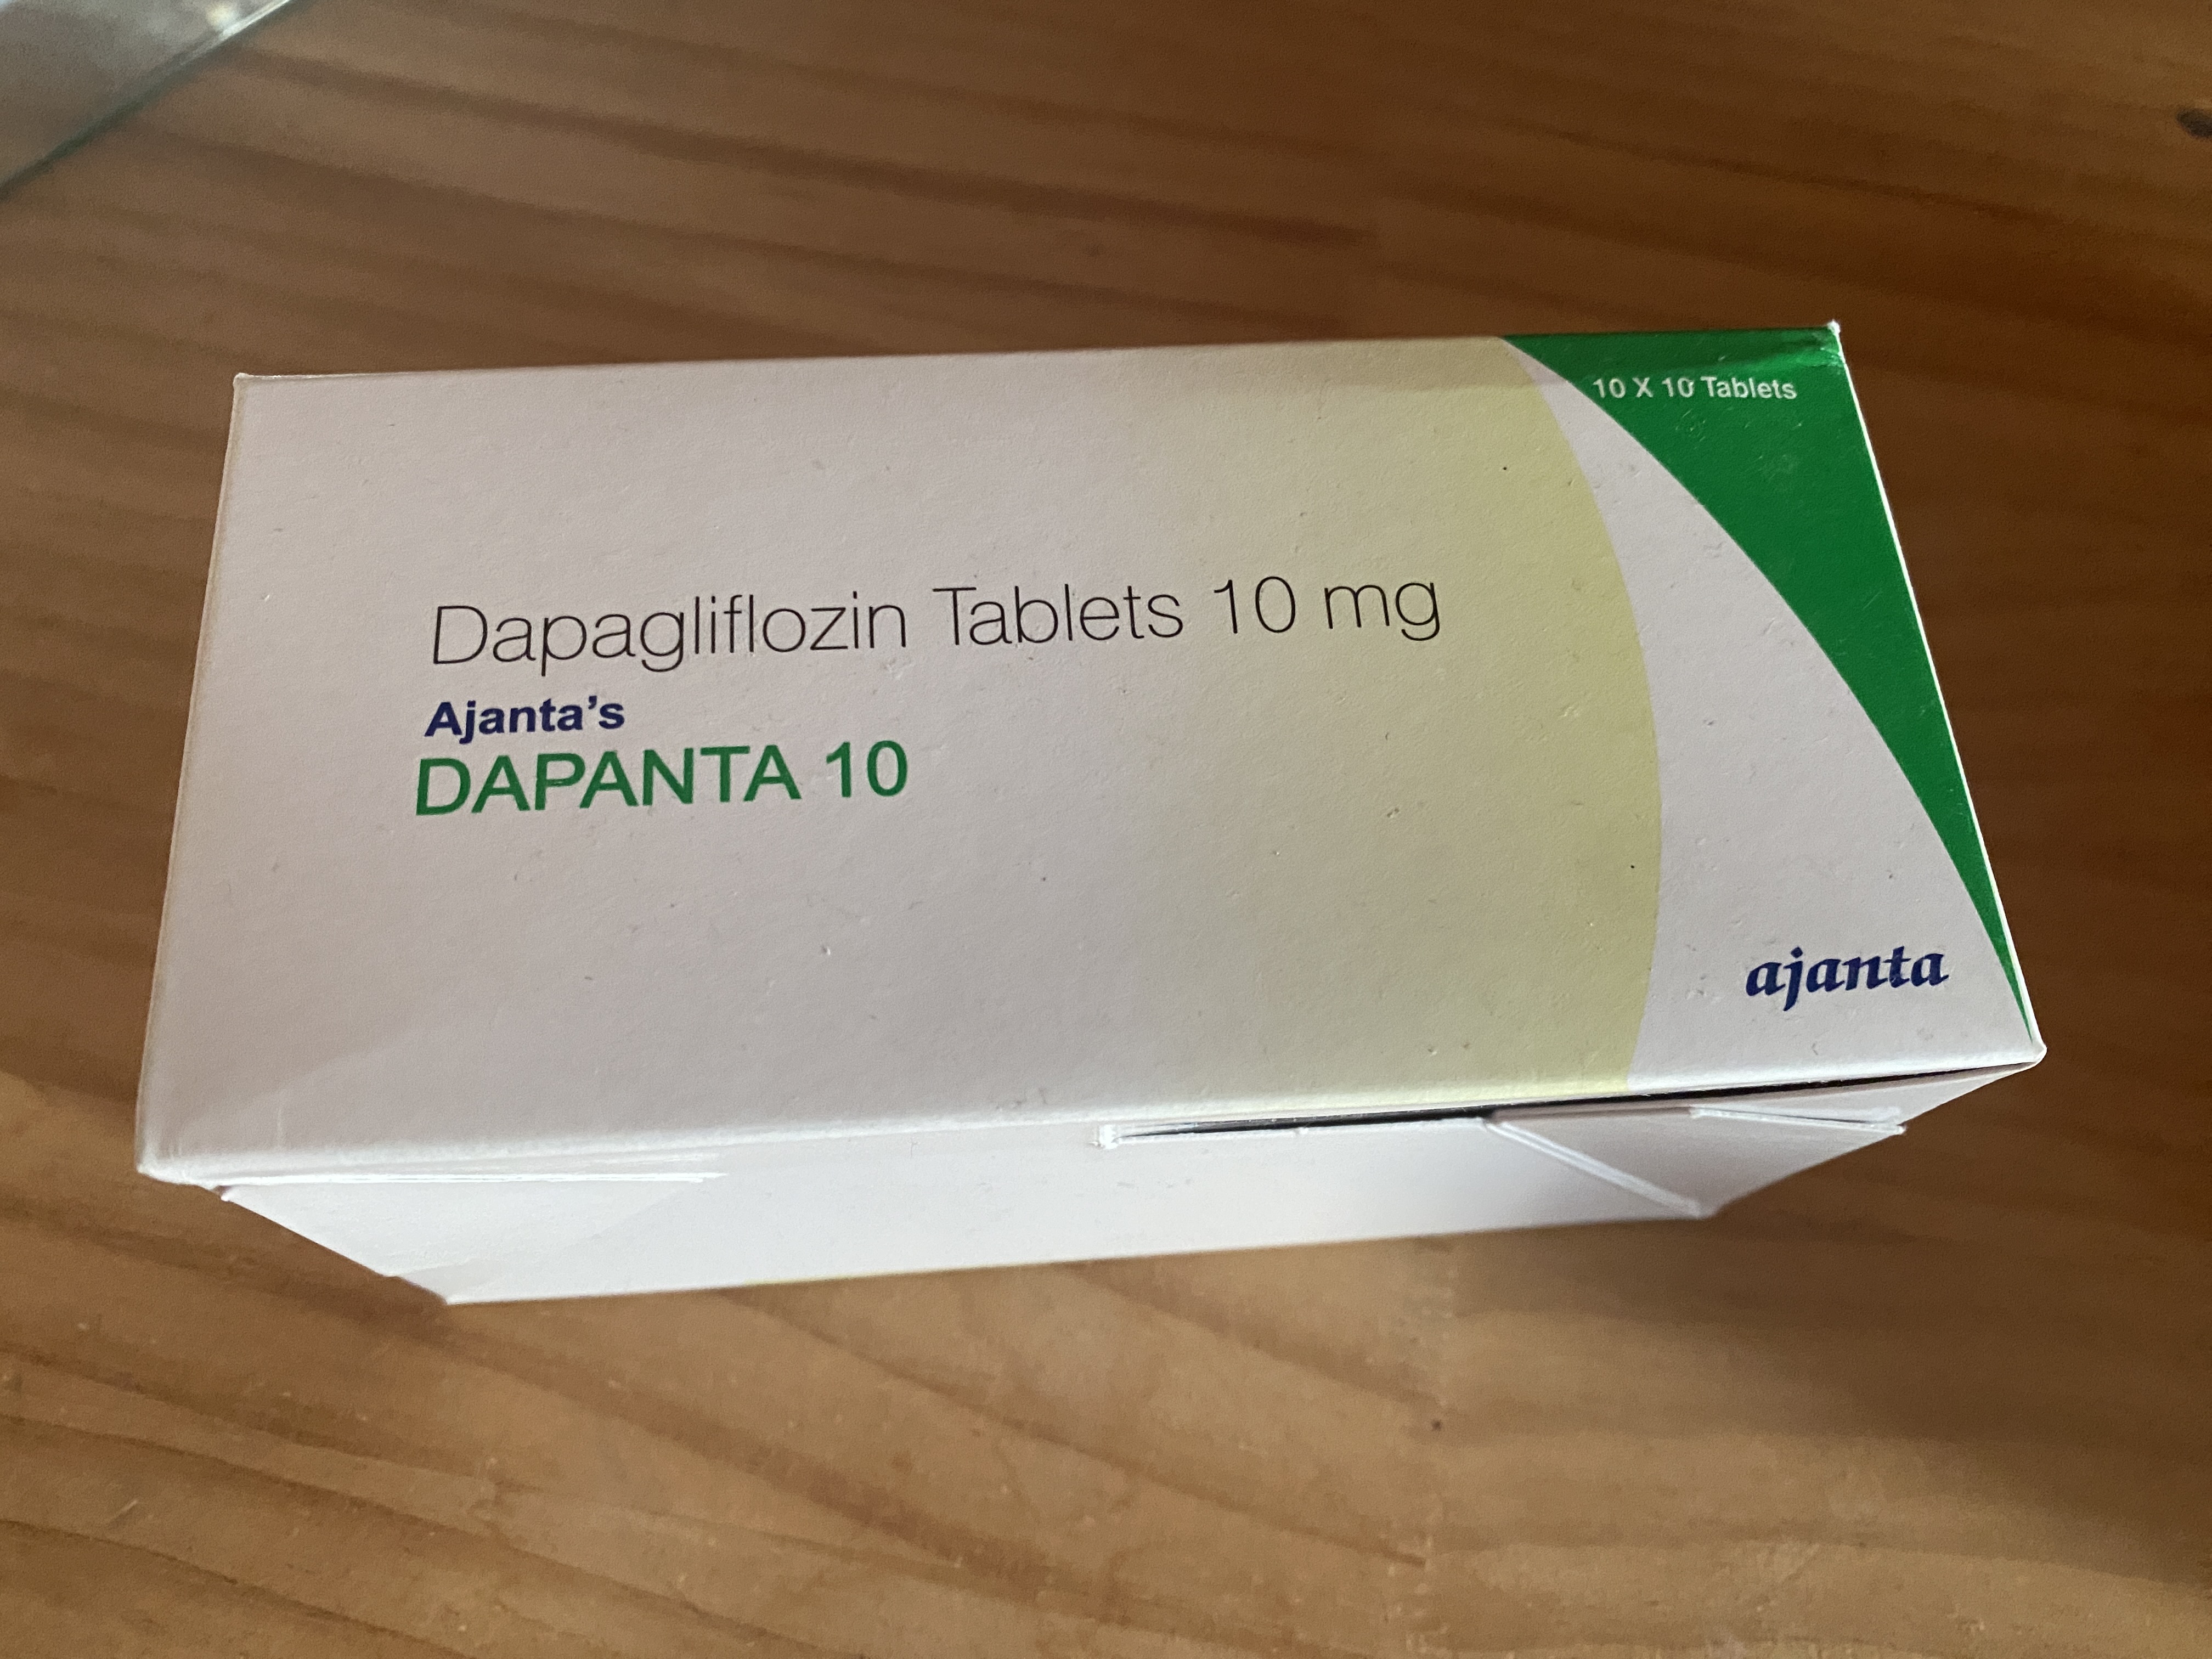 10 X 10 Tablets
Dapagliflozin Tablets 10 mg
Ajanta's
DAPANTA 10
ajanta